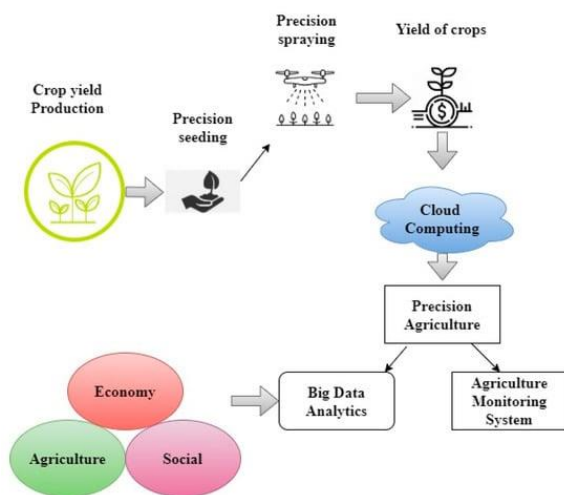 Crop yield
Production
Precision
seeding
Precision
spraying
Yield of crops
$
Cloud
Computing
Precision
Agriculture
Big Data
Analytics
Agriculture
Monitoring
System
Economy
Agriculture
Social